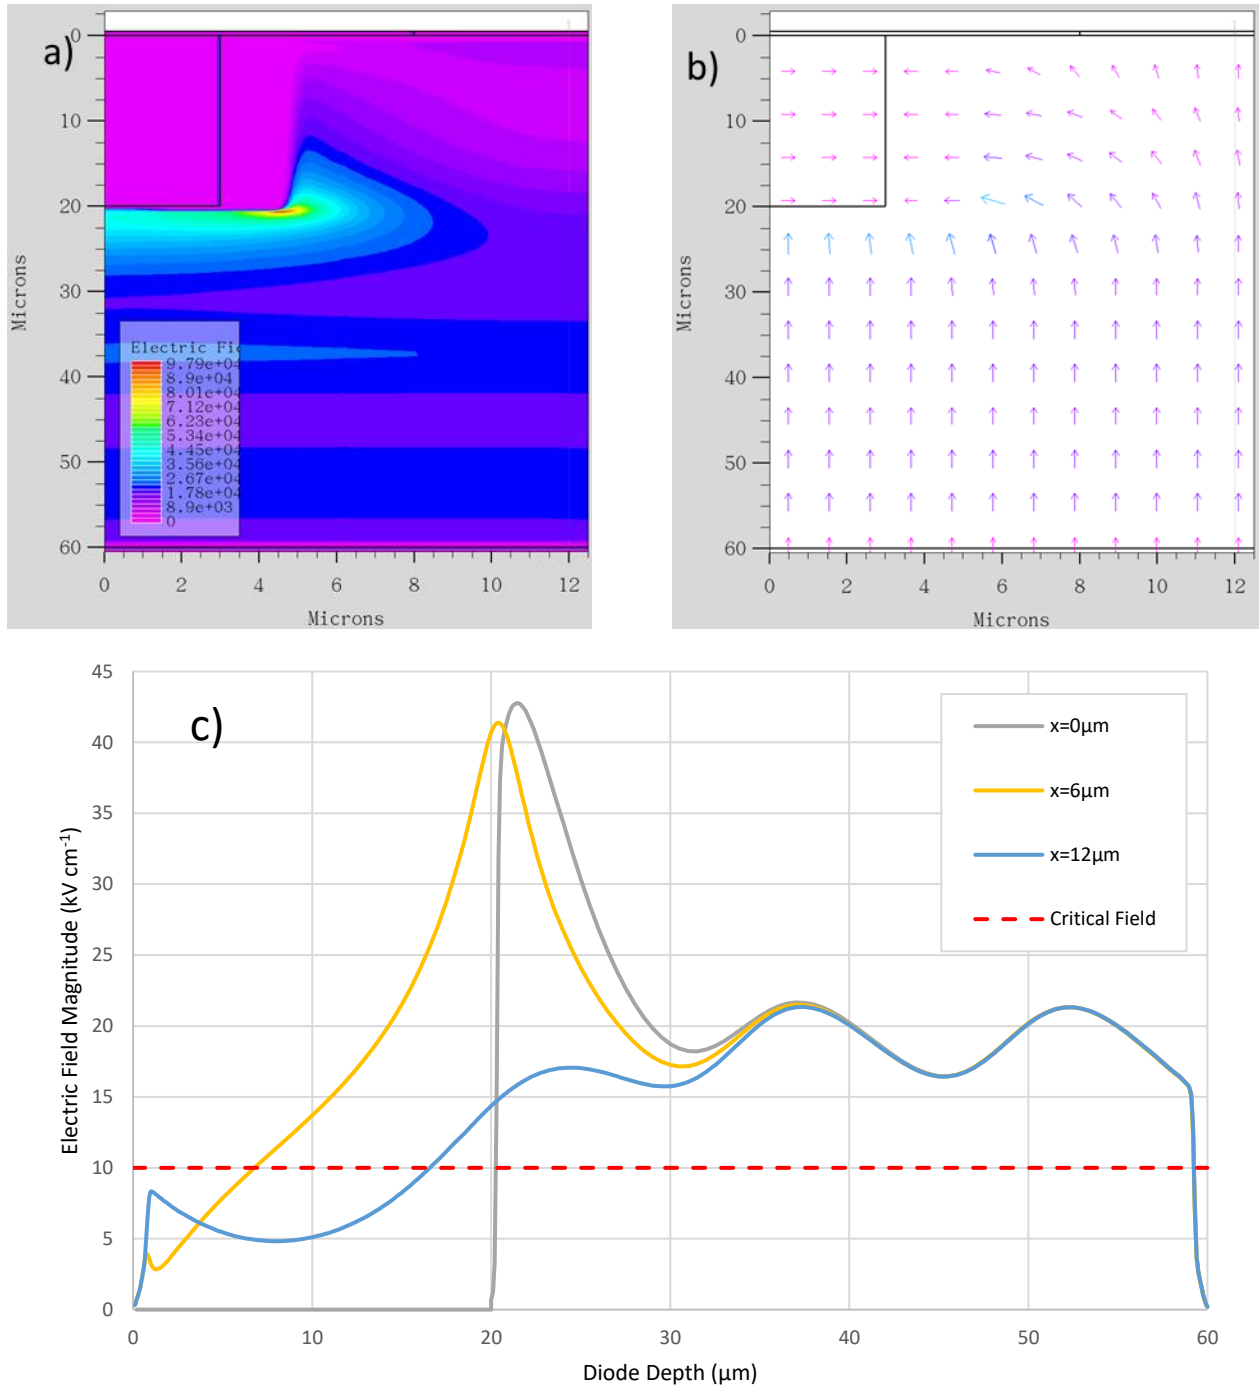 a)
0
10
20
30
40
50
60
Microns
Electric Fi
9.79e+04
8.9e+04
8.01e+04
7.12e+04
6.23e+04
5.34e+04
4.45e+04
3.56e+04
2.67e+04
1.78e+04
8.9e+03
0
0 2 4 6 8 10 12
Microns
b)
0
10
20
30
40
50
60
Microns
0 2 4 6 8 10 12
Microns
c)
45
40
35
30
25
20
15
10
5
0
Electric Field Magnitude (kV cm⁻¹)
x=0µm
x=6µm
x=12µm
Critical Field
0 10 20 30 40 50 60
Diode Depth (µm)